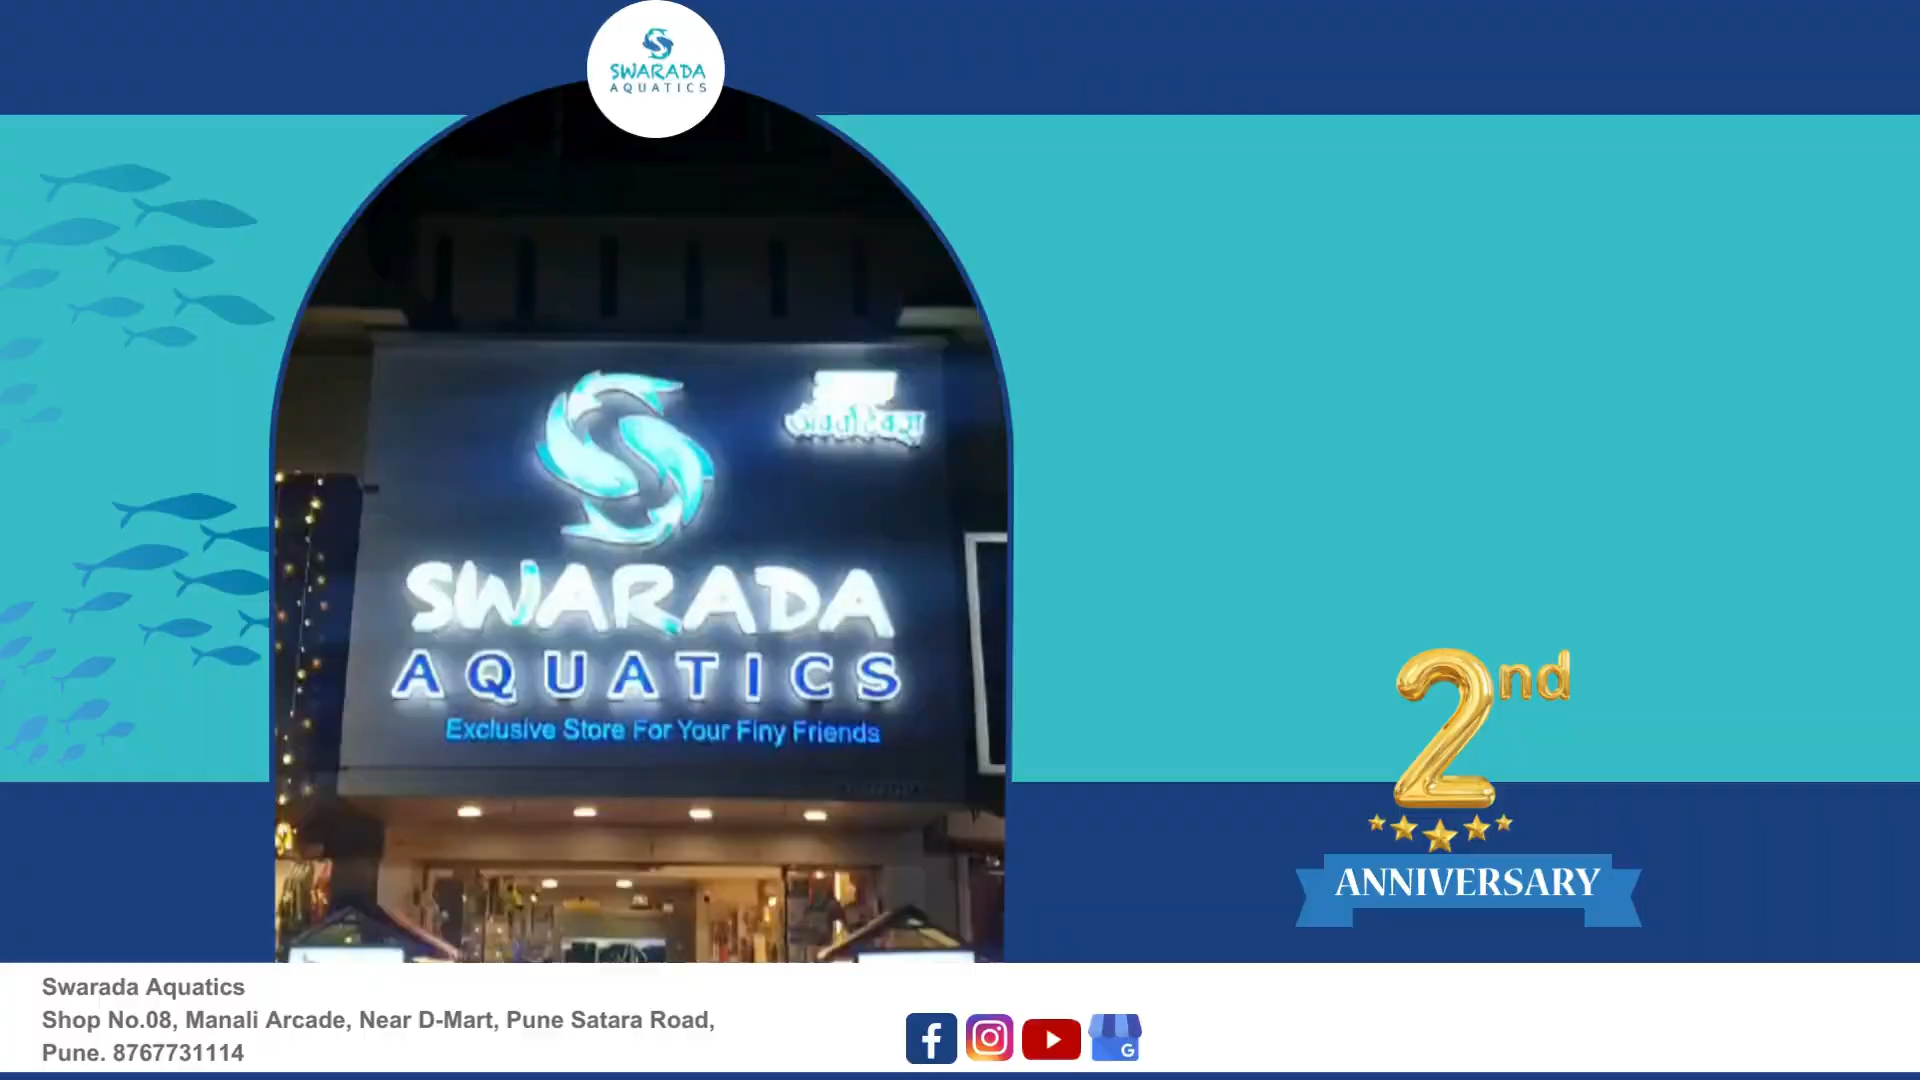 SWARADA
AQUATICS
SWARADA
AQUATICS
Exclusive Store For Your Finy Friends
2nd
ANNIVERSARY
Swarada Aquatics
Shop No.08, Manali Arcade, Near D-Mart, Pune Satara Road,
Pune. 8767731114